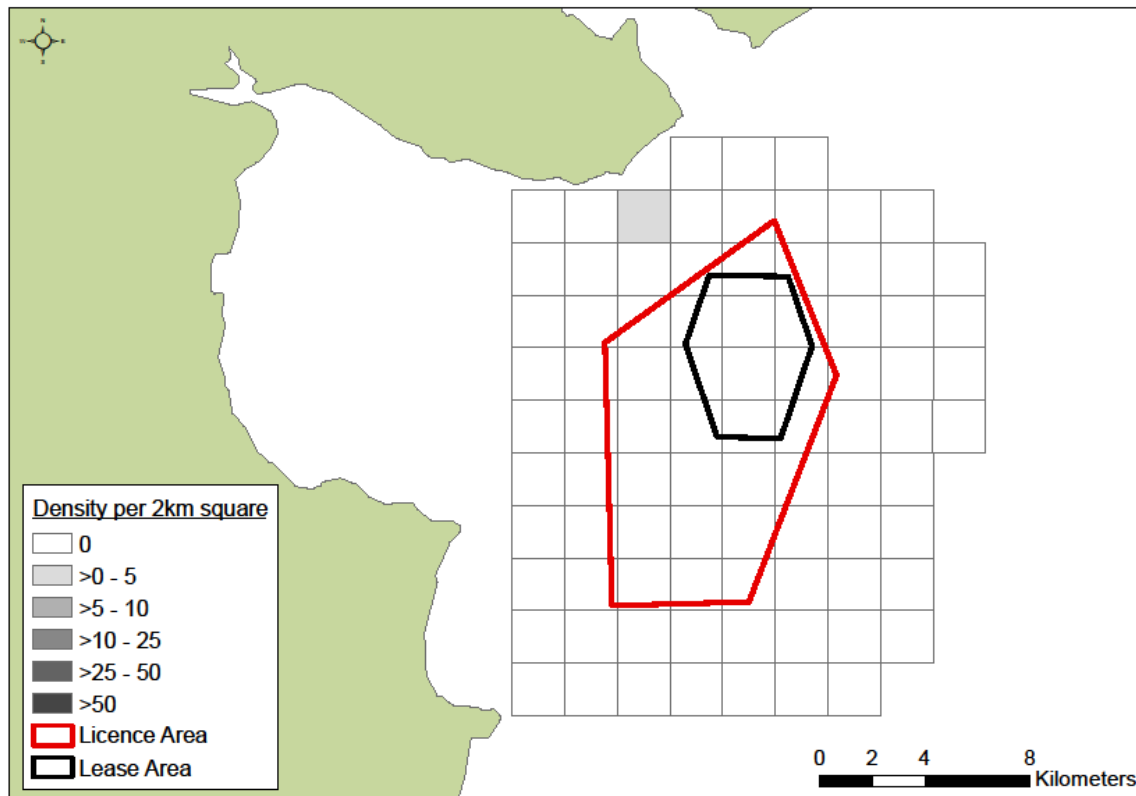 N
W
E
S
Density per 2km square
0
>0 - 5
>5 - 10
>10 - 25
>25 - 50
>50
Licence Area
Lease Area
0 2 4 8
Kilometers